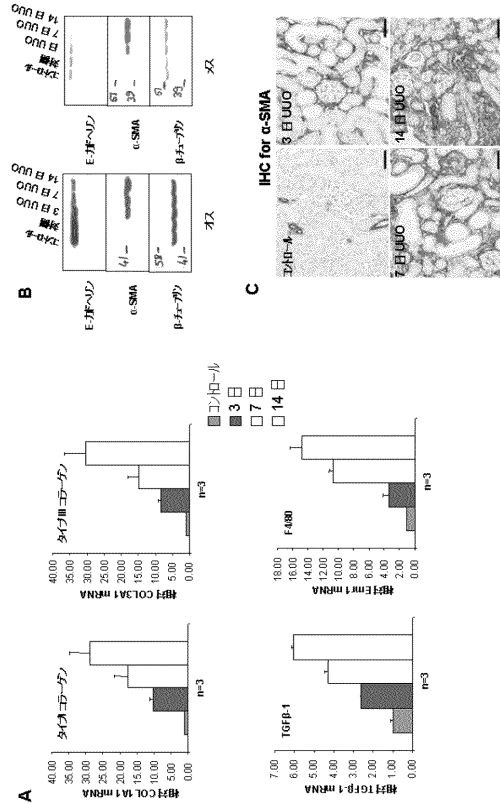 A
タイプIコラーゲン
相対 COL1A1 mRNA
40.00
35.00
30.00
25.00
20.00
15.00
10.00
5.00
0.00
n=3
タイプIIIコラーゲン
相対 COL3A1 mRNA
40.00
35.00
30.00
25.00
20.00
15.00
10.00
5.00
0.00
n=3
コントロール
3 日
7 日
14 日
TGFβ-1
相対 TGFβ-1 mRNA
7.00
6.00
5.00
4.00
3.00
2.00
1.00
0.00
n=3
F4/80
相対 Emr1 mRNA
18.00
16.00
14.00
12.00
10.00
8.00
6.00
4.00
2.00
0.00
n=3
B
コントロール
対側
3 日 UUO
7 日 UUO
14 日 UUO
E-カドヘリン
α-SMA
41-
β-チューブリン
58-
41-
オス
コントロール
対側
日 UUO
7 日 UUO
14 日 UUO
E-カドヘリン
α-SMA
39-
β-チューブリン
39-
メス
C
IHC for α-SMA
コントロール
3 日 UUO
7 日 UUO
14 日 UUO